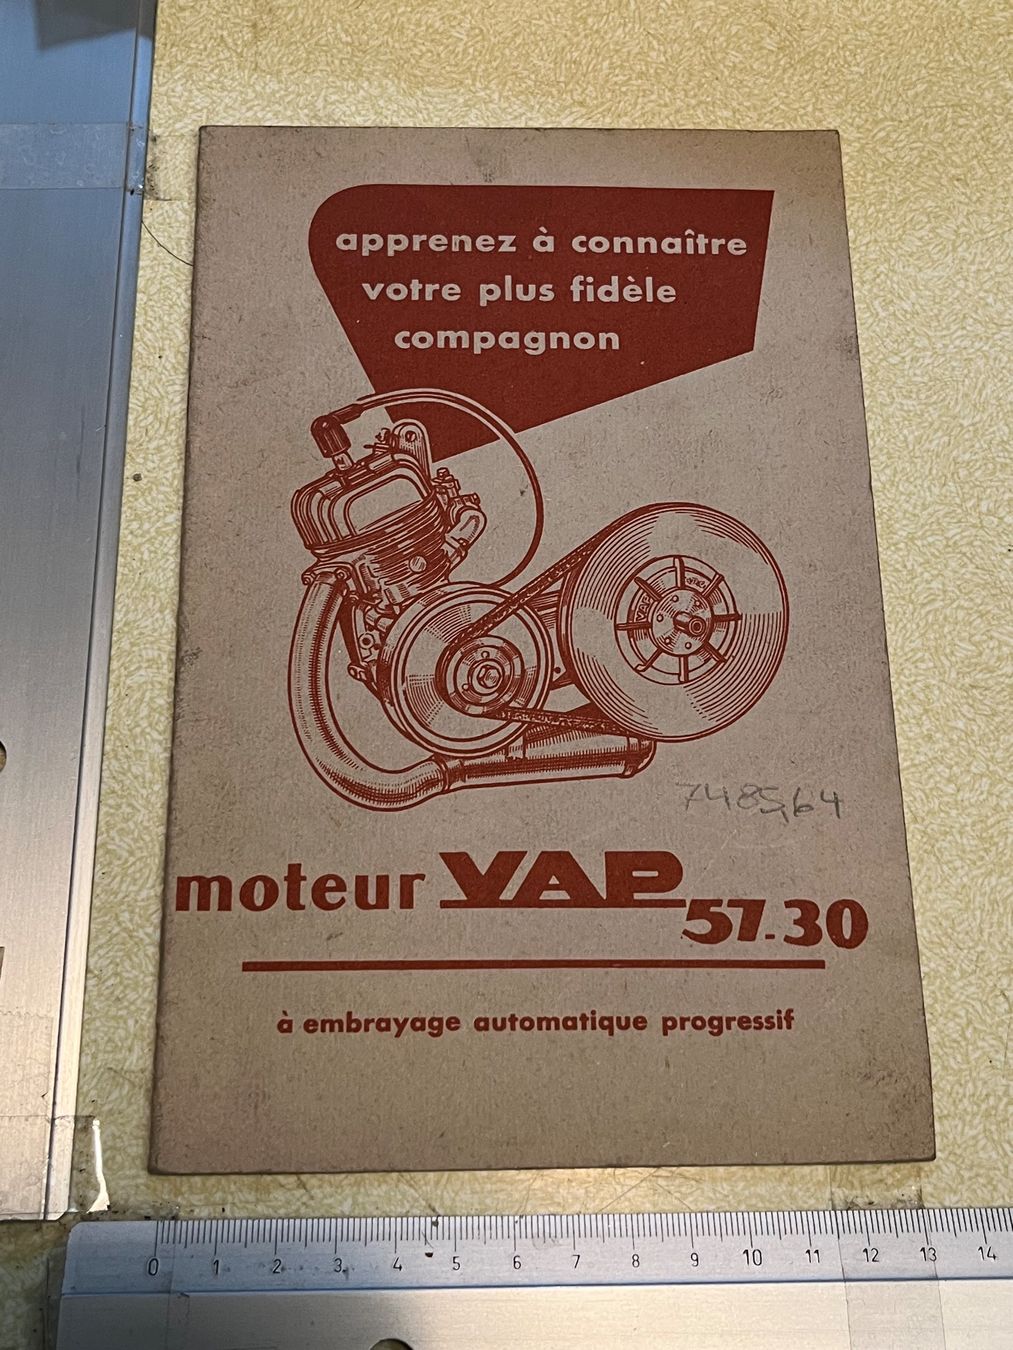 apprenez à connaître
votre plus fidèle
compagnon
VAP
748564
moteur VAP 57-30
à embrayage automatique progressif
0 1 2 3 4 5 6 7 8 9 10 11 12 13 14